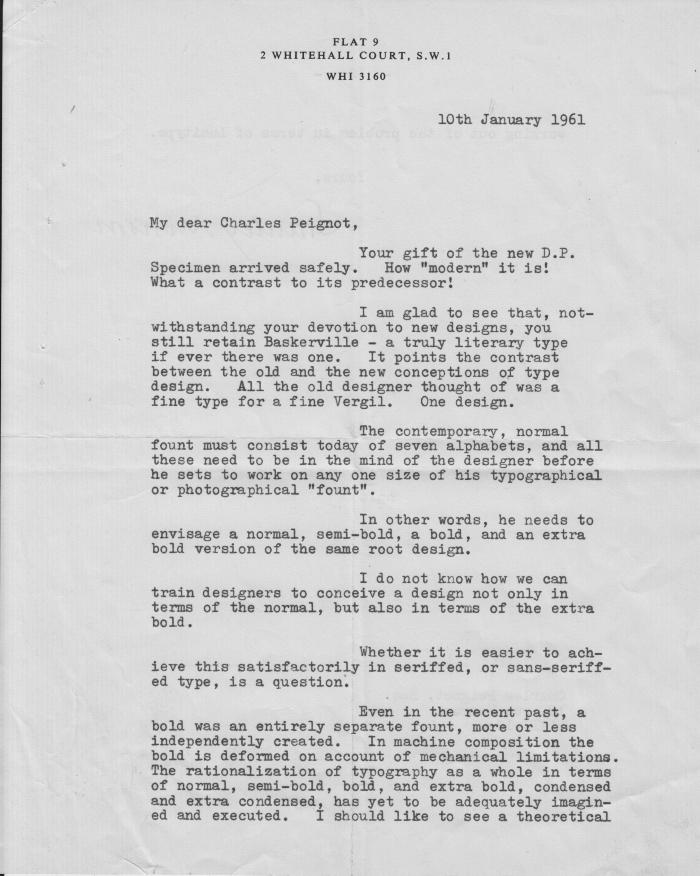 FLAT 9
2 WHITEHALL COURT, S.W.1
WHI 3160
10th January 1961
My dear Charles Peignot,
Your gift of the new D.P.
Specimen arrived safely. How "modern" it is!
What a contrast to its predecessor!
I am glad to see that, not-
withstanding your devotion to new designs, you
still retain Baskerville - a truly literary type
if ever there was one. It points the contrast
between the old and the new conceptions of type
design. All the old designer thought of was a
fine type for a fine Vergil. One design.
The contemporary, normal
fount must consist today of seven alphabets, and all
these need to be in the mind of the designer before
he sets to work on any one size of his typographical
or photographical "fount".
In other words, he needs to
envisage a normal, semi-bold, a bold, and an extra
bold version of the same root design.
I do not know how we can
train designers to conceive a design not only in
terms of the normal, but also in terms of the extra
bold.
Whether it is easier to ach-
ieve this satisfactorily in seriffed, or sans-seriff-
ed type, is a question.
Even in the recent past, a
bold was an entirely separate fount, more or less
independently created. In machine composition the
bold is deformed on account of mechanical limitations.
The rationalization of typography as a whole in terms
of normal, semi-bold, bold, and extra bold, condensed
and extra condensed, has yet to be adequately imagin-
ed and executed. I should like to see a theoretical